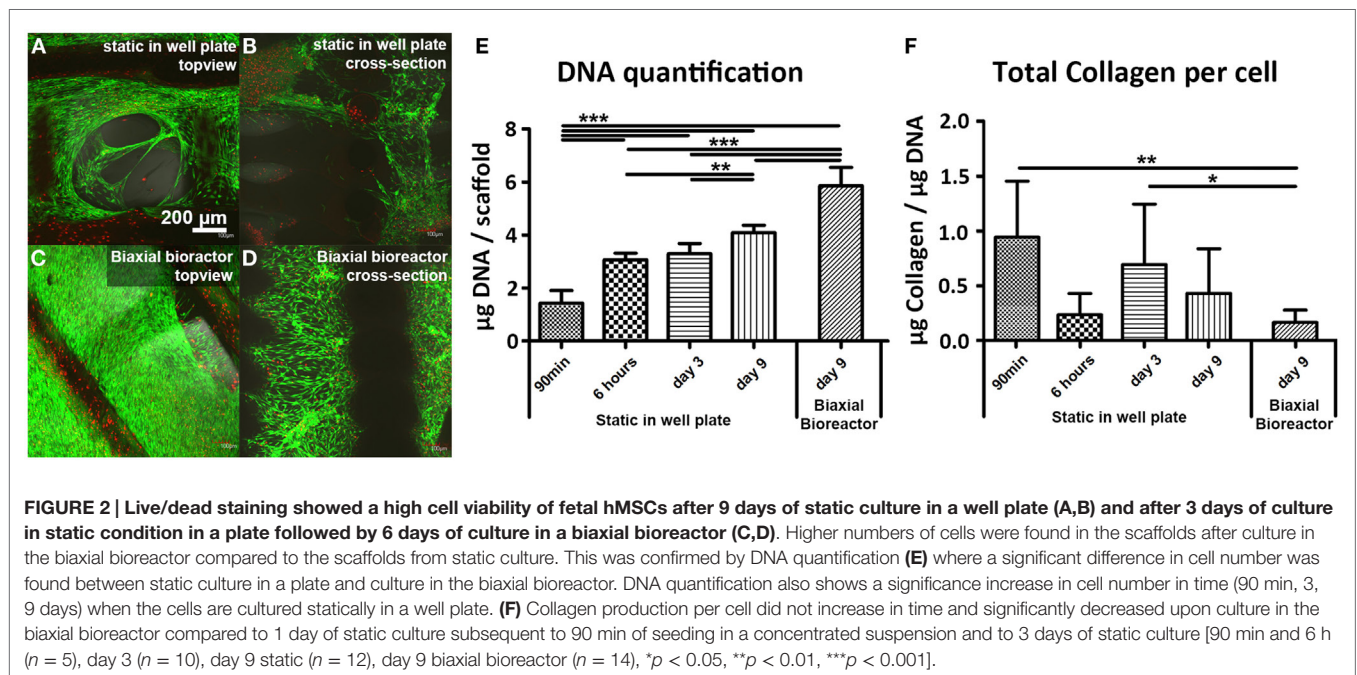 A
static in well plate
topview
B
static in well plate
cross-section
200 µm
100µm
100µm
C
Biaxial bioractor
topview
D
Biaxial bioreactor
cross-section
100µm
E
DNA quantification
µg DNA / scaffold
8
6
4
2
0
***
***
**
90min
6 hours
day 3
day 9
day 9
Static in well plate
Biaxial
Bioreactor
F
Total Collagen per cell
µg Collagen / µg DNA
2.0
1.5
1.0
0.5
0.0
**
*
90min
6 hours
day 3
day 9
day 9
Static in well plate
Biaxial
Bioreactor
FIGURE 2 | Live/dead staining showed a high cell viability of fetal hMSCs after 9 days of static culture in a well plate (A,B) and after 3 days of culture
in static condition in a plate followed by 6 days of culture in a biaxial bioreactor (C,D). Higher numbers of cells were found in the scaffolds after culture in
the biaxial bioreactor compared to the scaffolds from static culture. This was confirmed by DNA quantification (E) where a significant difference in cell number was
found between static culture in a plate and culture in the biaxial bioreactor. DNA quantification also shows a significance increase in cell number in time (90 min, 3,
9 days) when the cells are cultured statically in a well plate. (F) Collagen production per cell did not increase in time and significantly decreased upon culture in the
biaxial bioreactor compared to 1 day of static culture subsequent to 90 min of seeding in a concentrated suspension and to 3 days of static culture [90 min and 6 h
(n = 5), day 3 (n = 10), day 9 static (n = 12), day 9 biaxial bioreactor (n = 14), *p < 0.05, **p < 0.01, ***p < 0.001].